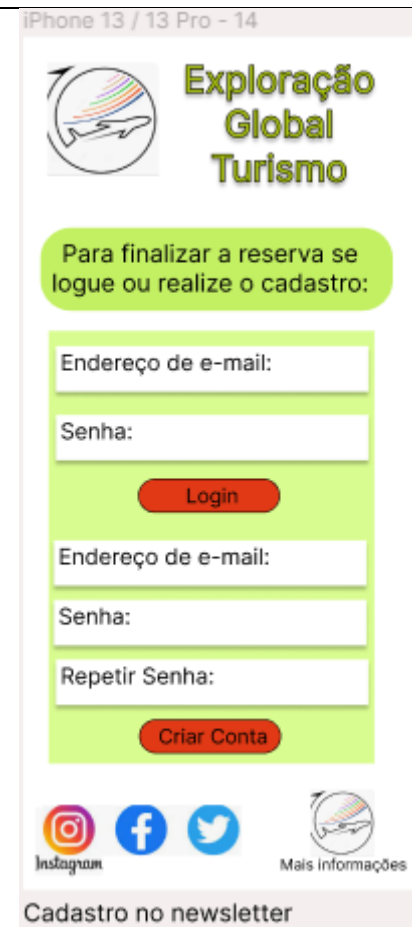 iPhone 13 / 13 Pro - 14
Exploração
Global
Turismo
Para finalizar a reserva se
logue ou realize o cadastro:
Endereço de e-mail:
Senha:
Login
Endereço de e-mail:
Senha:
Repetir Senha:
Criar Conta
Instagram
Mais informações
Cadastro no newsletter